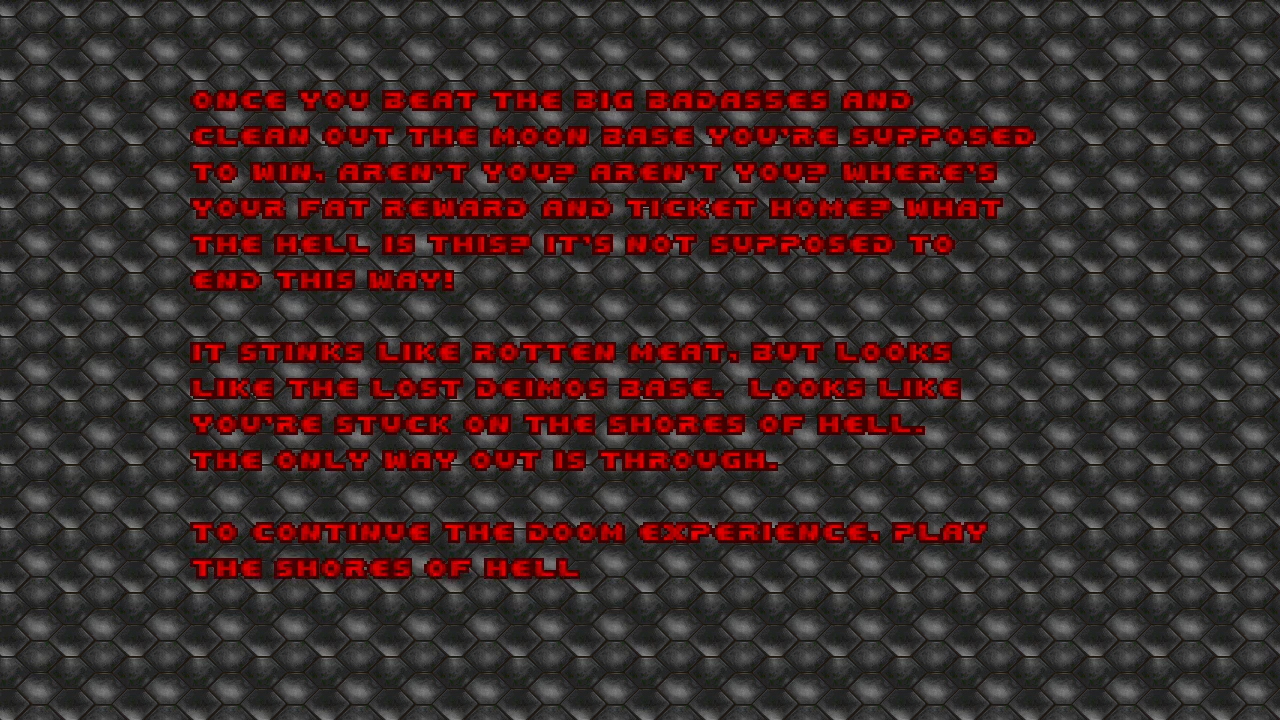 ONCE YOU BEAT THE BIG BADASSES AND
CLEAN OUT THE MOON BASE YOU'RE SUPPOSED
TO WIN, AREN'T YOU? AREN'T YOU? WHERE'S
YOUR FAT REWARD AND TICKET HOME? WHAT
THE HELL IS THIS? IT'S NOT SUPPOSED TO
END THIS WAY!
IT STINKS LIKE ROTTEN MEAT, BUT LOOKS
LIKE THE LOST DEIMOS BASE.  LOOKS LIKE
YOU'RE STUCK ON THE SHORES OF HELL.
THE ONLY WAY OUT IS THROUGH.
TO CONTINUE THE DOOM EXPERIENCE, PLAY
THE SHORES OF HELL